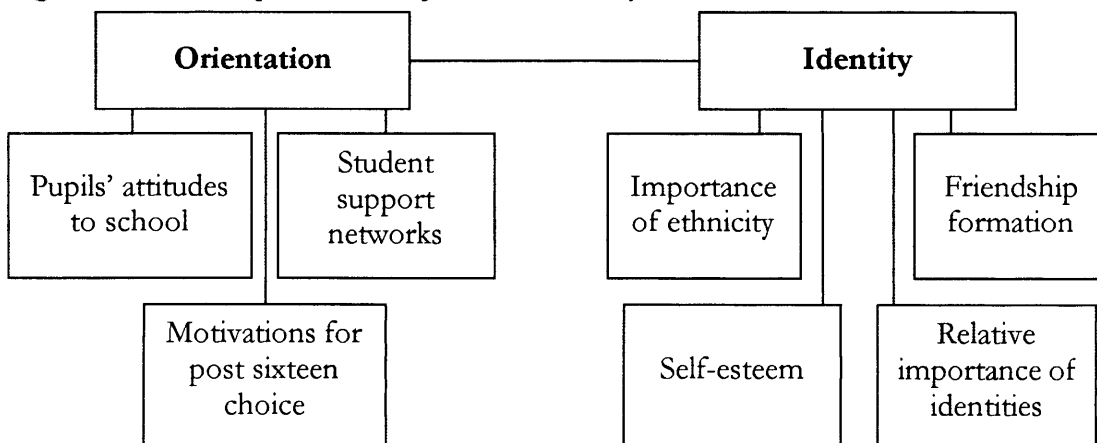 Orientation
Identity
Pupils' attitudes
to school
Student
support
networks
Importance
of ethnicity
Friendship
formation
Motivations for
post sixteen
choice
Self-esteem
Relative
importance of
identities